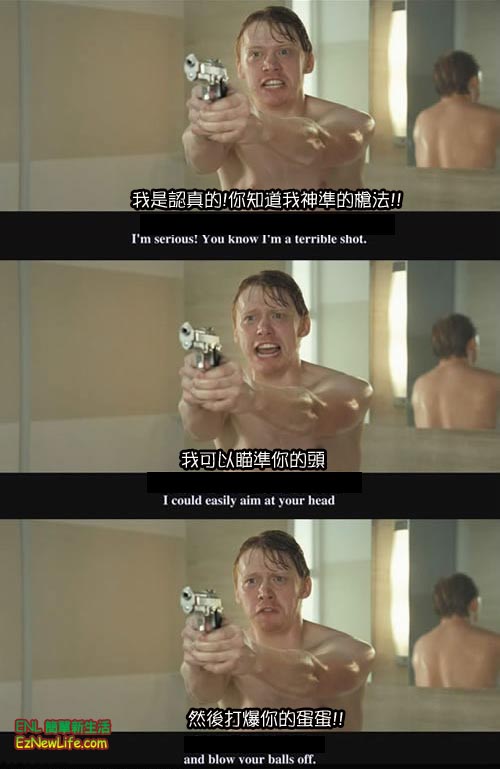 我是認真的!你知道我神準的槍法!!
I'm serious! You know I'm a terrible shot.
我可以瞄準你的頭
I could easily aim at your head
然後打爆你的蛋蛋!!
ENL 簡單新生活
EzNewLife.com
and blow your balls off.